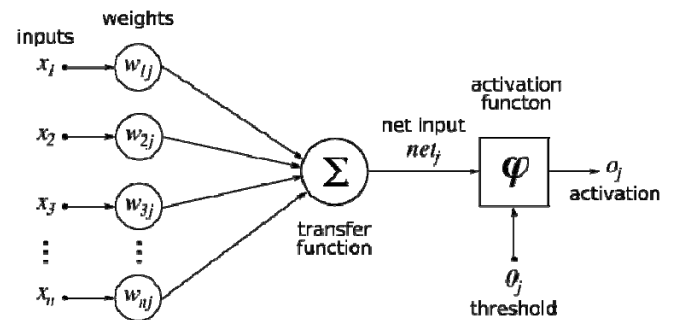 weights
inputs
x₁
w₁ⱼ
activation
functon
x₂
w₂ⱼ
net input
netⱼ
Σ
φ
oⱼ
activation
x₃
w₃ⱼ
transfer
function
xₙ
wₙⱼ
θⱼ
threshold